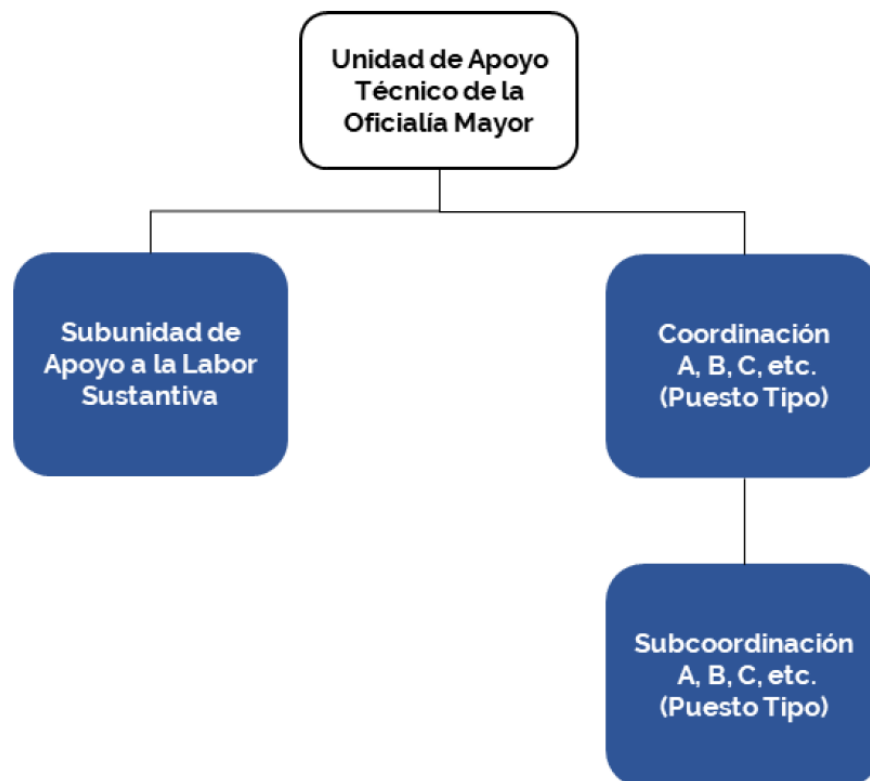 Unidad de Apoyo
Técnico de la
Oficialía Mayor
Subunidad de
Apoyo a la Labor
Sustantiva
Coordinación
A, B, C, etc.
(Puesto Tipo)
Subcoordinación
A, B, C, etc.
(Puesto Tipo)